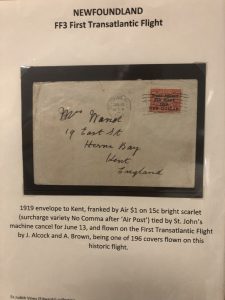 NEWFOUNDLAND
FF3 First Transatlantic Flight
Mrs Wand
19 East St
Herne Bay
Kent
England
1919 envelope to Kent, franked by Air $1 on 15c bright scarlet
(surcharge variety No Comma after 'Air Post') tied by St. John's
machine cancel for June 13, and flown on the First Transatlantic Flight
by J. Alcock and A. Brown, being one of 196 covers flown on this
historic flight.